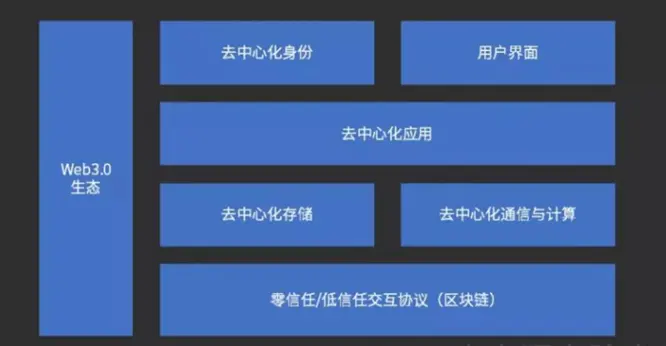 去中心化身份
用户界面
去中心化应用
Web3.0
生态
去中心化存储
去中心化通信与计算
零信任/低信任交互协议（区块链）